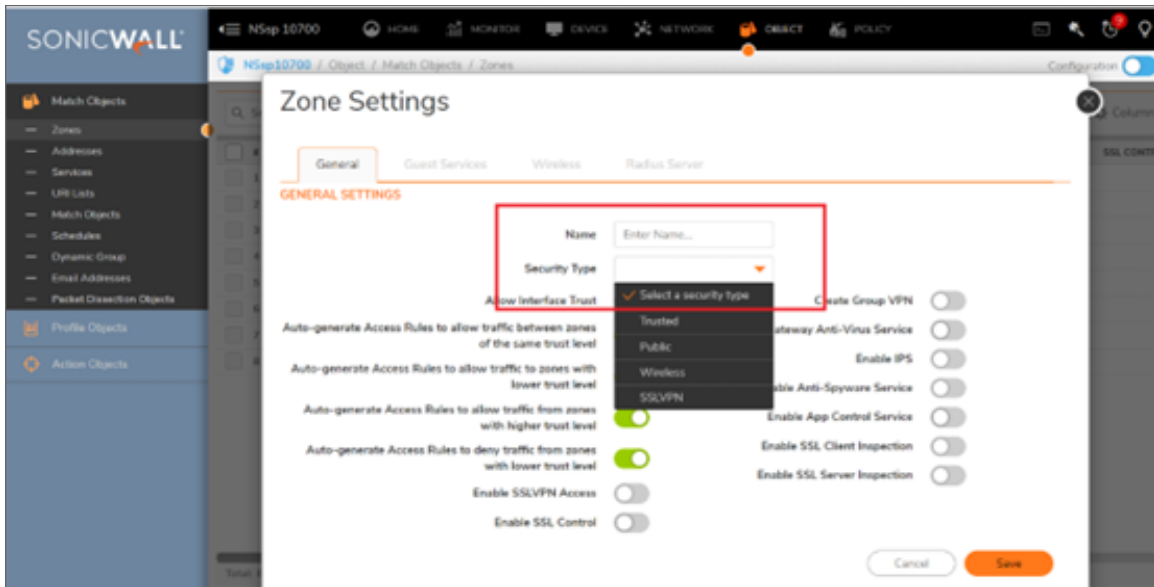 SONICWALL
NSsp 10700
HOME
MONITOR
DEVICE
NETWORK
OBJECT
POLICY
NSsp10700 / Object / Match Objects / Zones
Configuration
Match Objects
Zones
Addresses
Services
URI Lists
Match Objects
Schedules
Dynamic Group
Email Addresses
Packet Dissection Objects
Profile Objects
Action Objects
Zone Settings
General
Guest Services
Wireless
Radius Server
GENERAL SETTINGS
Name
Enter Name...
Security Type
Select a security type
Trusted
Public
Wireless
SSLVPN
Allow Interface Trust
Auto-generate Access Rules to allow traffic between zones
of the same trust level
Auto-generate Access Rules to allow traffic to zones with
lower trust level
Auto-generate Access Rules to allow traffic from zones
with higher trust level
Auto-generate Access Rules to deny traffic from zones
with lower trust level
Enable SSLVPN Access
Enable SSL Control
Create Group VPN
ateway Anti-Virus Service
Enable IPS
able Anti-Spyware Service
Enable App Control Service
Enable SSL Client Inspection
Enable SSL Server Inspection
Cancel
Save
Total: